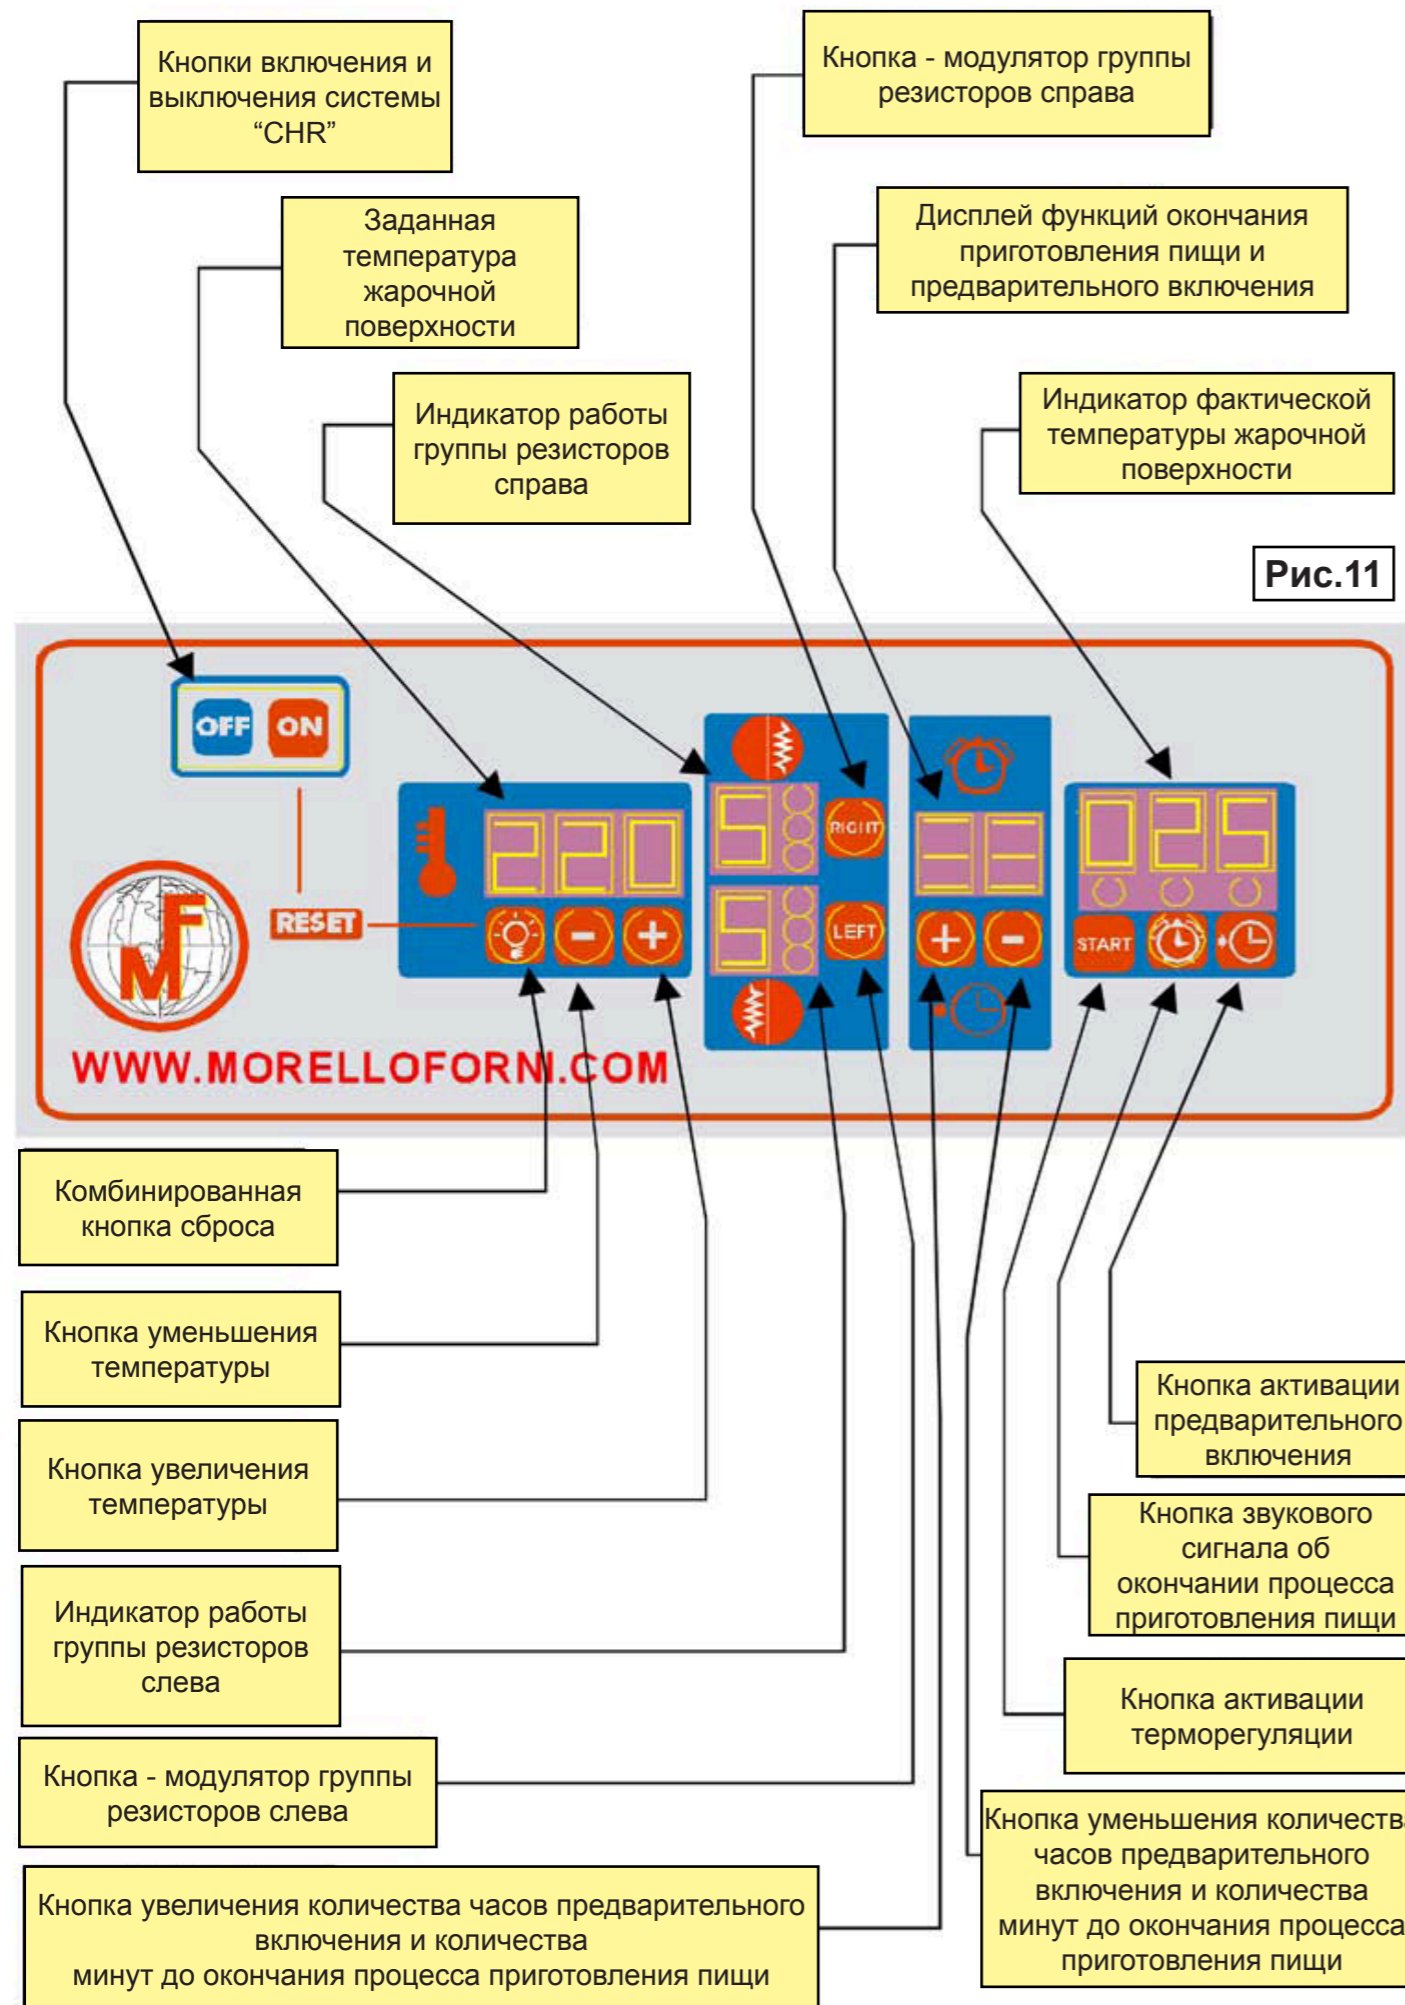 Кнопки включения и
выключения системы
“CHR”
Кнопка - модулятор группы
резисторов справа
Заданная
температура
жарочной
поверхности
Дисплей функций окончания
приготовления пищи и
предварительного включения
Индикатор работы
группы резисторов
справа
Индикатор фактической
температуры жарочной
поверхности
Рис.11
OFF ON
220
5
RIGHT
025
RESET
5
LEFT
START
MF
WWW.MORELLOFORNI.COM
Комбинированная
кнопка сброса
Кнопка уменьшения
температуры
Кнопка увеличения
температуры
Индикатор работы
группы резисторов
слева
Кнопка - модулятор группы
резисторов слева
Кнопка увеличения количества часов предварительного
включения и количества
минут до окончания процесса приготовления пищи
Кнопка активации
предварительного
включения
Кнопка звукового
сигнала об
окончании процесса
приготовления пищи
Кнопка активации
терморегуляции
Кнопка уменьшения количества
часов предварительного
включения и количества
минут до окончания процесса
приготовления пищи